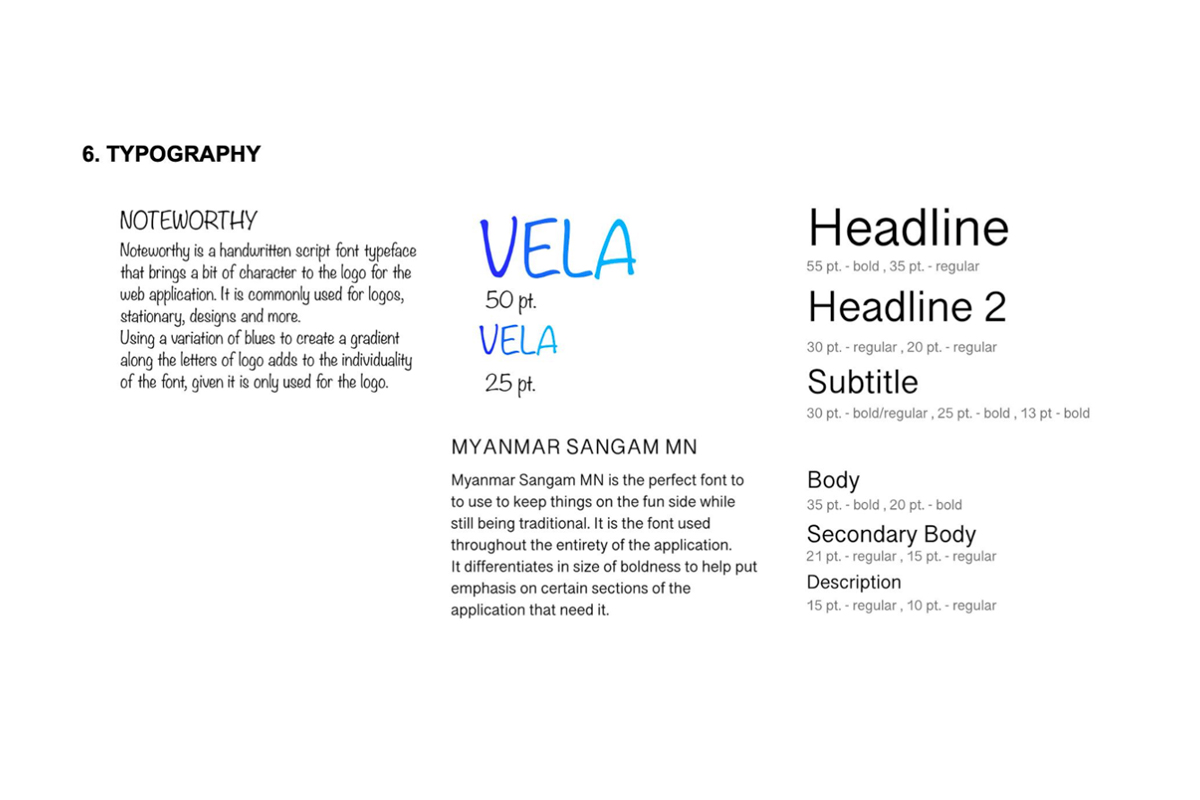 6. TYPOGRAPHY
NOTEWORTHY
Noteworthy is a handwritten script font typeface
that brings a bit of character to the logo for the
web application. It is commonly used for logos,
stationary, designs and more.
Using a variation of blues to create a gradient
along the letters of logo adds to the individuality
of the font, given it is only used for the logo.
VELA
50 pt.
VELA
25 pt.
MYANMAR SANGAM MN
Myanmar Sangam MN is the perfect font to
to use to keep things on the fun side while
still being traditional. It is the font used
throughout the entirety of the application.
It differentiates in size of boldness to help put
emphasis on certain sections of the
application that need it.
Headline
55 pt. - bold , 35 pt. - regular
Headline 2
30 pt. - regular , 20 pt. - regular
Subtitle
30 pt. - bold/regular , 25 pt. - bold , 13 pt - bold
Body
35 pt. - bold , 20 pt. - bold
Secondary Body
21 pt. - regular , 15 pt. - regular
Description
15 pt. - regular , 10 pt. - regular